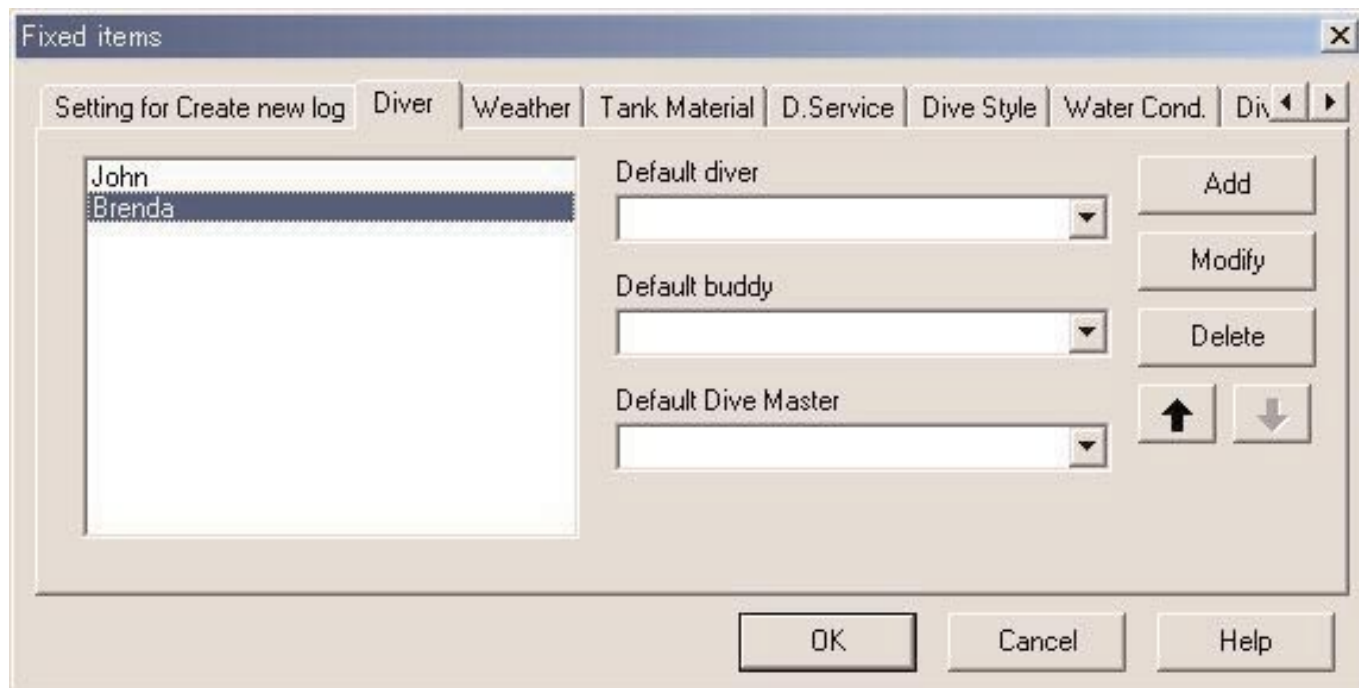 Fixed items
Setting for Create new log Diver Weather Tank Material D.Service Dive Style Water Cond. Div
John
Brenda
Default diver
Default buddy
Default Dive Master
Add
Modify
Delete
OK Cancel Help